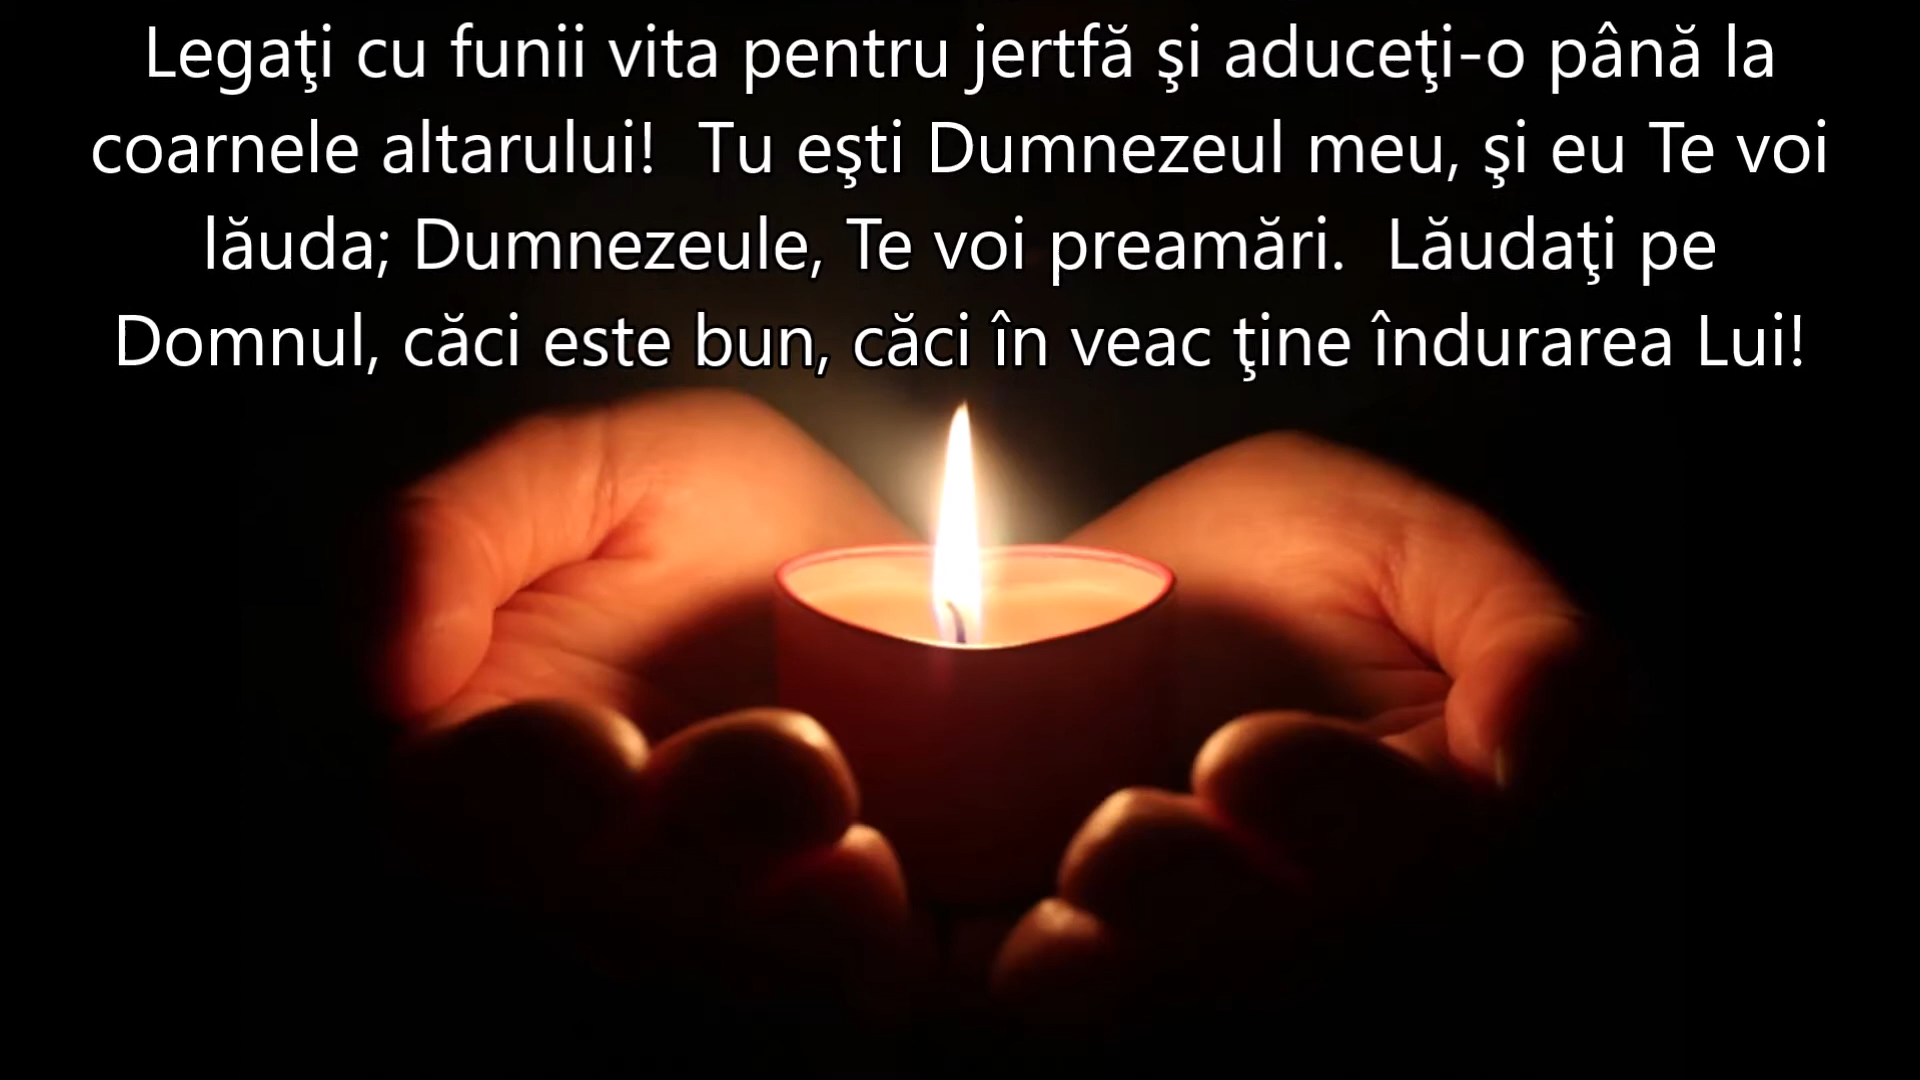 Legaţi cu funii vita pentru jertfă şi aduceţi-o până la
coarnele altarului!  Tu eşti Dumnezeul meu, şi eu Te voi
lăuda; Dumnezeule, Te voi preamări.  Lăudaţi pe
Domnul, căci este bun, căci în veac ţine îndurarea Lui!